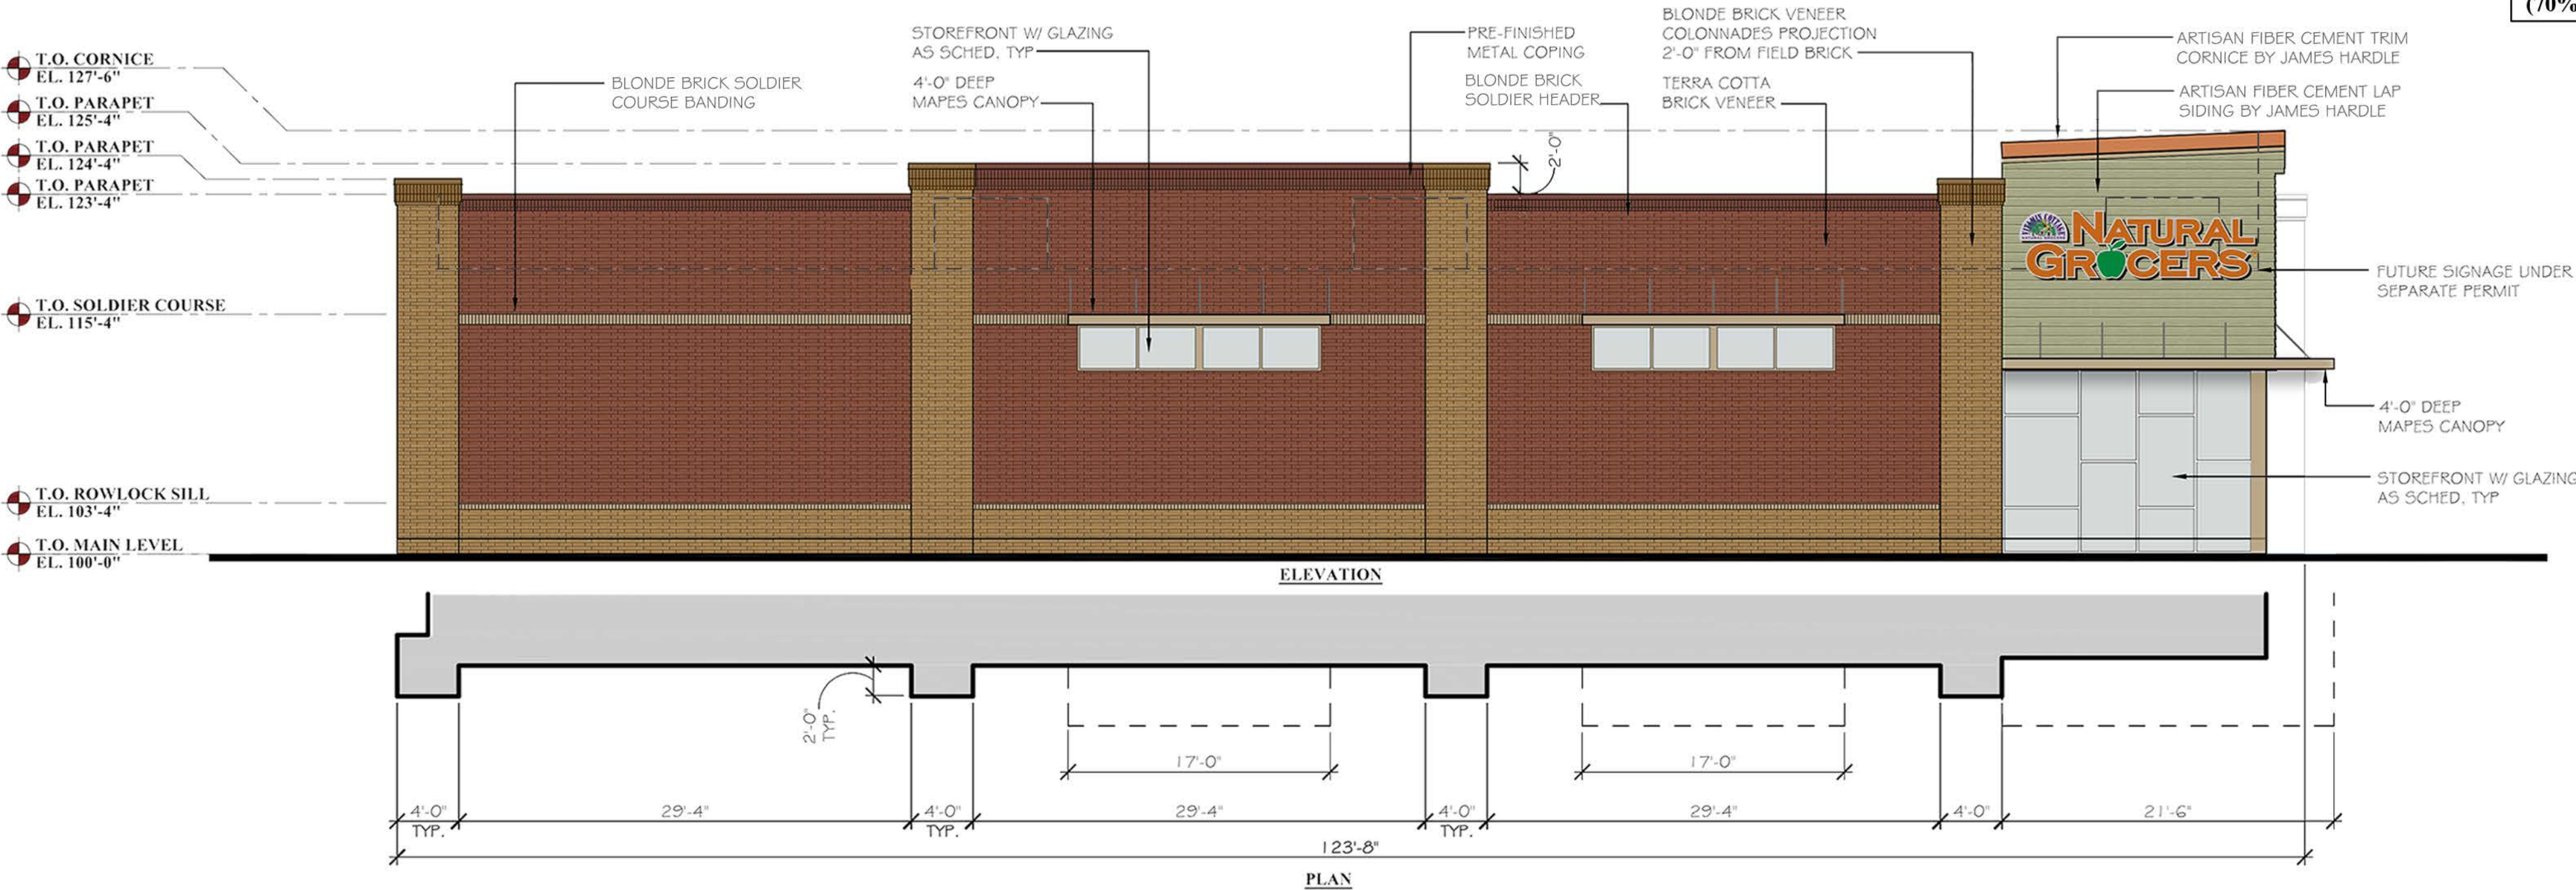 (70%
T.O. CORNICE
EL. 127'-6"
T.O. PARAPET
EL. 125'-4"
T.O. PARAPET
EL. 124'-4"
T.O. PARAPET
EL. 123'-4"
T.O. SOLDIER COURSE
EL. 115'-4"
T.O. ROWLOCK SILL
EL. 103'-4"
T.O. MAIN LEVEL
EL. 100'-0"
BLONDE BRICK SOLDIER
COURSE BANDING
STOREFRONT W/ GLAZING
AS SCHED, TYP
4'-0" DEEP
MAPES CANOPY
PRE-FINISHED
METAL COPING
BLONDE BRICK
SOLDIER HEADER
2'-0"
BLONDE BRICK VENEER
COLONNADES PROJECTION
2'-0" FROM FIELD BRICK
TERRA COTTA
BRICK VENEER
ARTISAN FIBER CEMENT TRIM
CORNICE BY JAMES HARDLE
ARTISAN FIBER CEMENT LAP
SIDING BY JAMES HARDLE
VITAMIN COTTAGE
NATURAL GROCERS
NATURAL
GROCERS
FUTURE SIGNAGE UNDER
SEPARATE PERMIT
4'-0" DEEP
MAPES CANOPY
STOREFRONT W/ GLAZING
AS SCHED, TYP
ELEVATION
2'-0"
TYP.
17'-0"
17'-0"
4'-0"
TYP.
29'-4"
4'-0"
TYP.
29'-4"
4'-0"
TYP.
29'-4"
4'-0"
21'-6"
123'-8"
PLAN